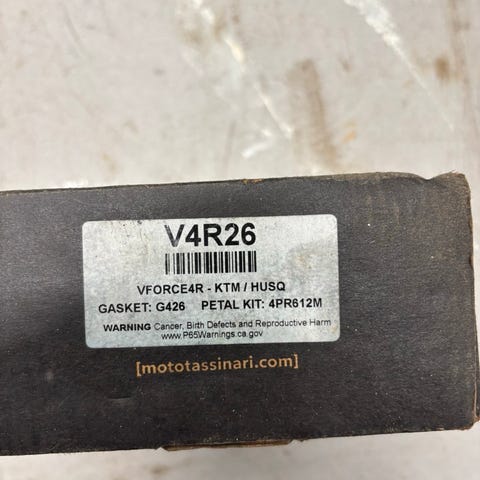 V4R26
VFORCE4R - KTM / HUSQ
GASKET: G426 PETAL KIT: 4PR612M
WARNING Cancer, Birth Defects and Reproductive Harm
www.P65Warnings.ca.gov
[mototassinari.com]